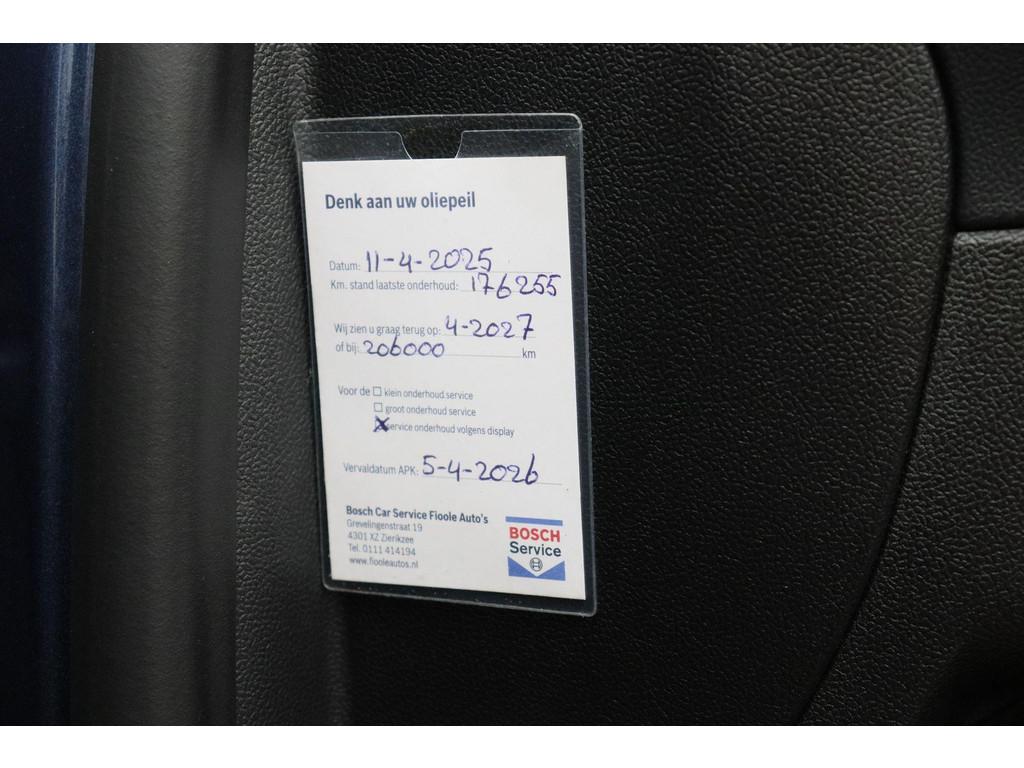 Denk aan uw oliepeil
Datum: 11-4-2025
Km. stand laatste onderhoud: 176255
Wij zien u graag terug op: 4-2027
of bij: 206000 km
Voor de ☐ klein onderhoud service
☐ groot onderhoud service
☒ service onderhoud volgens display
Vervaldatum APK: 5-4-2026
Bosch Car Service Fioole Auto's
Grevelingenstraat 19
4301 XZ Zierikzee
Tel. 0111 414194
www.fiooleautos.nl
BOSCH
Service